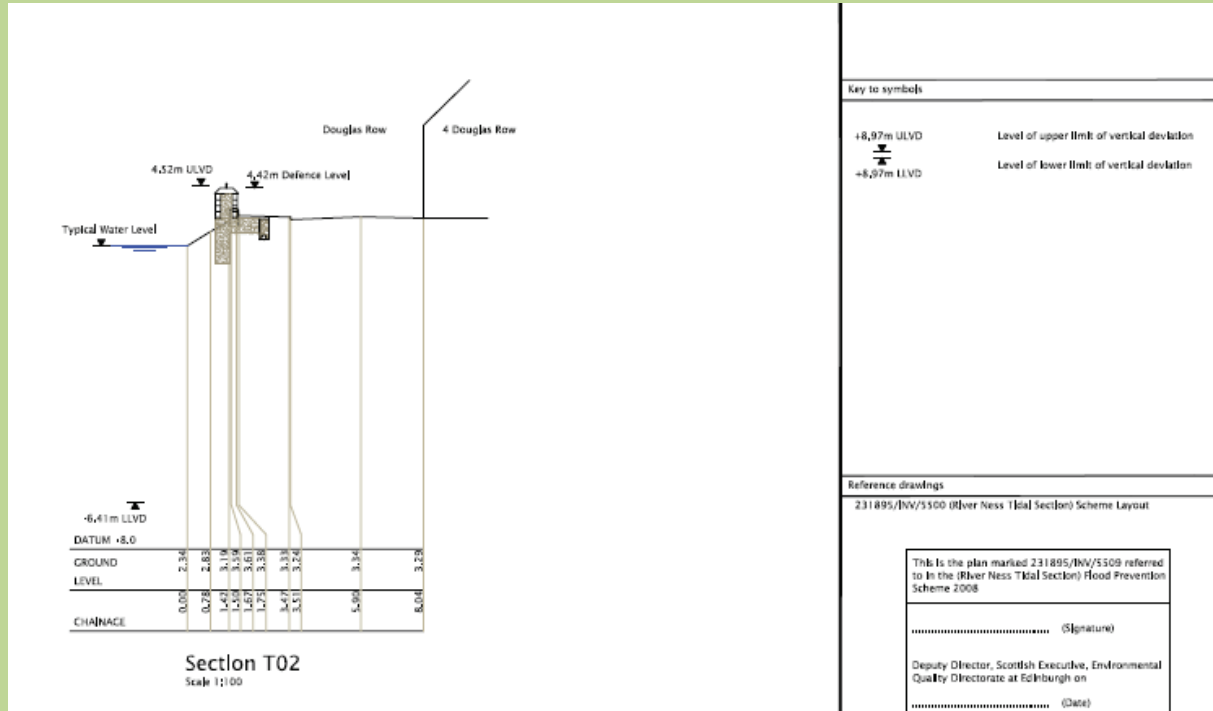 Douglas Row
4 Douglas Row
4.52m ULVD
4.42m Defence Level
Typical Water Level
-6.41m LLVD
DATUM -8.0
GROUND
LEVEL
2.34 2.83 3.19 3.59 3.61 3.38 3.33 3.24 3.34 3.29
CHAINAGE
0.00 0.78 1.42 1.50 1.67 1.75 3.47 3.51 5.90 8.04
Section T02
Scale 1:100
Key to symbols
+8.97m ULVD
Level of upper limit of vertical deviation
+8.97m LLVD
Level of lower limit of vertical deviation
Reference drawings
231895/INV/5500 (River Ness Tidal Section) Scheme Layout
This is the plan marked 231895/INV/5509 referred
to in the (River Ness Tidal Section) Flood Prevention
Scheme 2008
(Signature)
Deputy Director, Scottish Executive, Environmental
Quality Directorate at Edinburgh on
(Date)